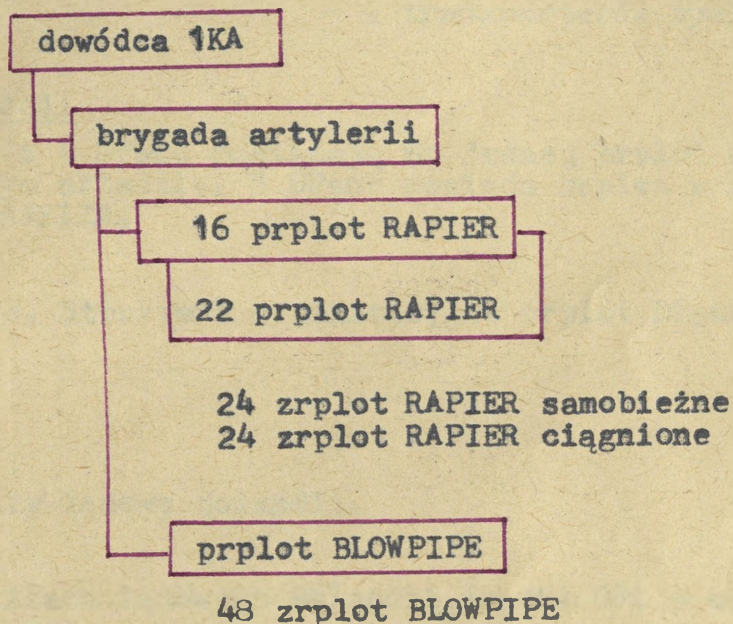 dowódca 1KA
brygada artylerii
16 prplot RAPIER
22 prplot RAPIER
24 zrplot RAPIER samobieżne
24 zrplot RAPIER ciągnione
prplot BLOWPIPE
48 zrplot BLOWPIPE